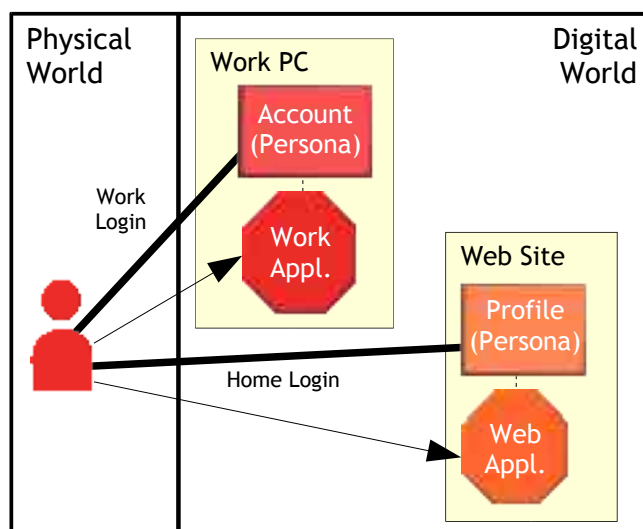 Physical
World
Digital
World
Work PC
Account
(Persona)
Work
Login
Work
Appl.
Web Site
Profile
(Persona)
Home Login
Web
Appl.